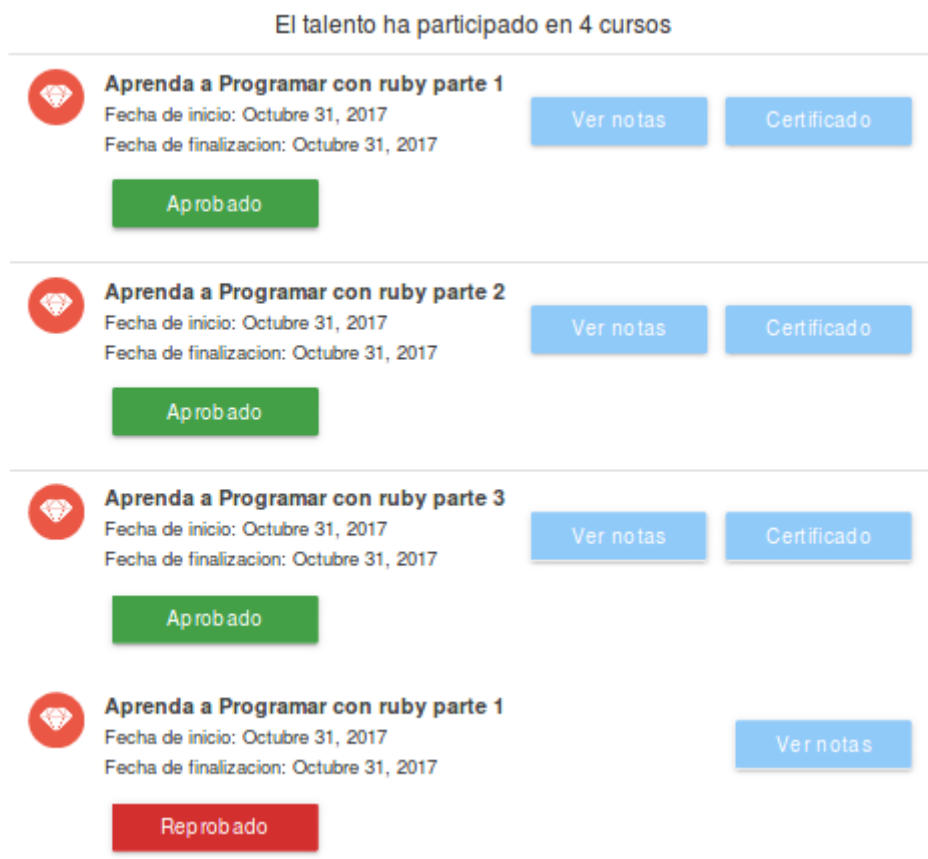 El talento ha participado en 4 cursos
Aprenda a Programar con ruby parte 1
Fecha de inicio: Octubre 31, 2017
Fecha de finalizacion: Octubre 31, 2017
Ver notas
Certificado
Aprobado
Aprenda a Programar con ruby parte 2
Fecha de inicio: Octubre 31, 2017
Fecha de finalizacion: Octubre 31, 2017
Ver notas
Certificado
Aprobado
Aprenda a Programar con ruby parte 3
Fecha de inicio: Octubre 31, 2017
Fecha de finalizacion: Octubre 31, 2017
Ver notas
Certificado
Aprobado
Aprenda a Programar con ruby parte 1
Fecha de inicio: Octubre 31, 2017
Fecha de finalizacion: Octubre 31, 2017
Ver notas
Reprobado